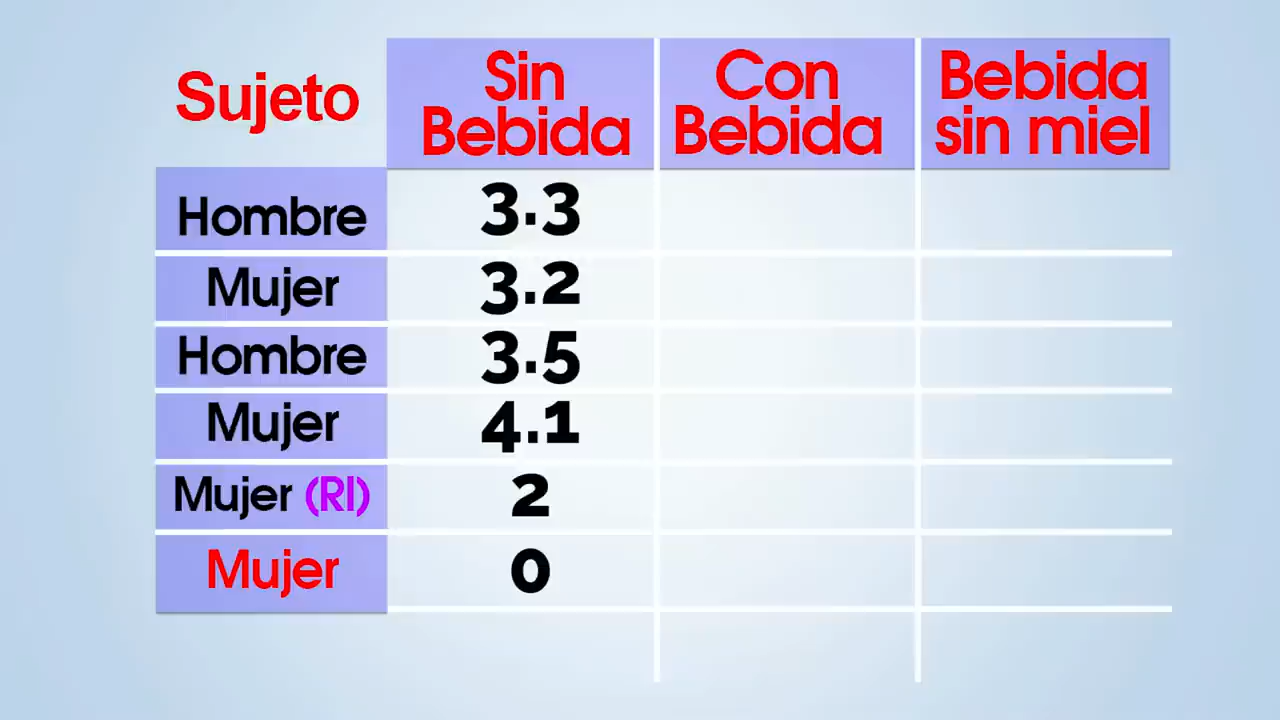 Sujeto
Sin
Bebida
Con
Bebida
Bebida
sin miel
Hombre 3.3
Mujer 3.2
Hombre 3.5
Mujer 4.1
Mujer (RI) 2
Mujer 0